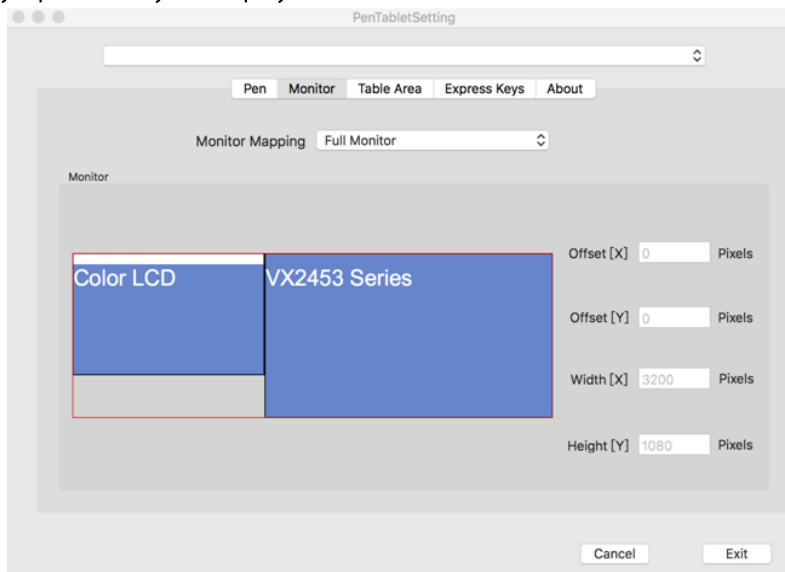 PenTabletSetting
Pen Monitor Table Area Express Keys About
Monitor Mapping Full Monitor
Monitor
Offset [X] 0 Pixels
Color LCD VX2453 Series
Offset [Y] 0 Pixels
Width [X] 3200 Pixels
Height [Y] 1080 Pixels
Cancel Exit